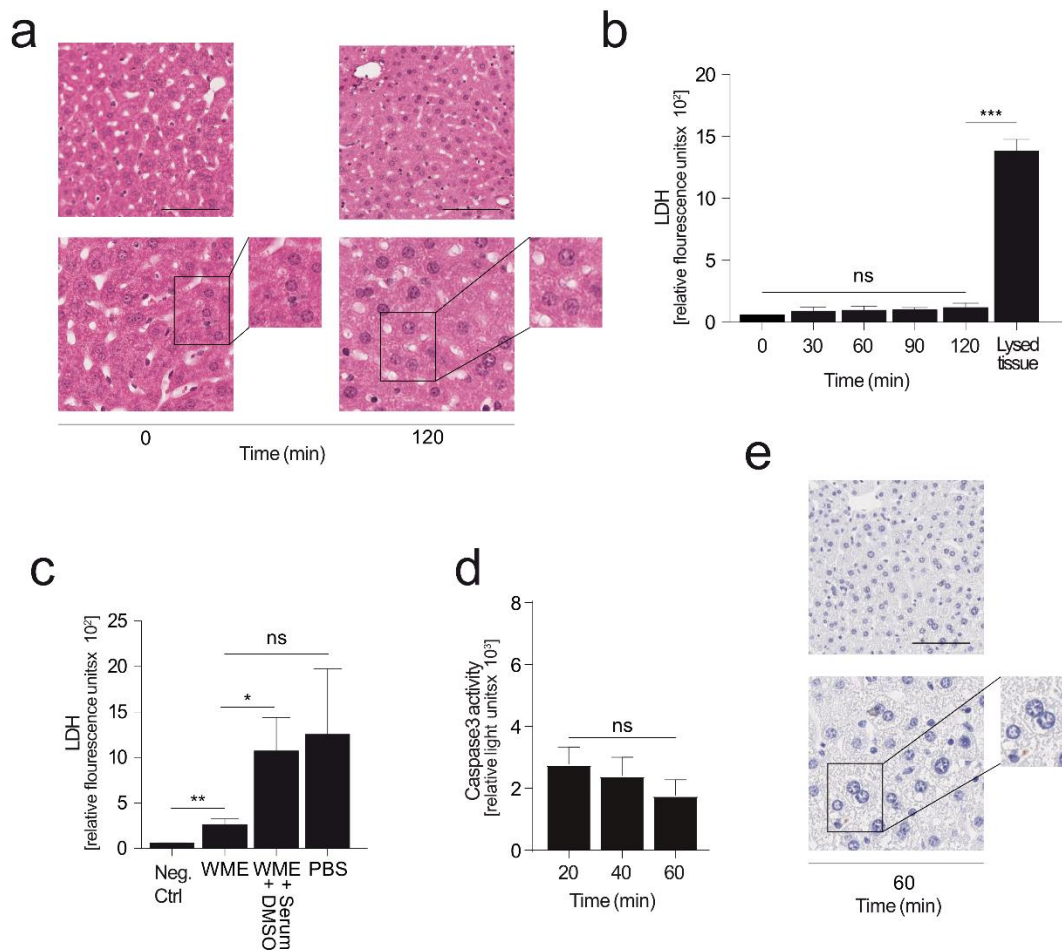 a
0
120
Time (min)
b
LDH
[relative flourescence unitsx 10²]
20
15
10
5
0
ns
***
0
30
60
90
120
Lysed
tissue
Time (min)
c
LDH
[relative flourescence unitsx 10²]
25
20
15
10
5
0
**
*
ns
Neg.
Ctrl
WME
WME + Serum
+ DMSO
PBS
d
Caspase3 activity
[relative light unitsx 10³]
8
6
4
2
0
ns
20
40
60
Time (min)
e
60
Time (min)